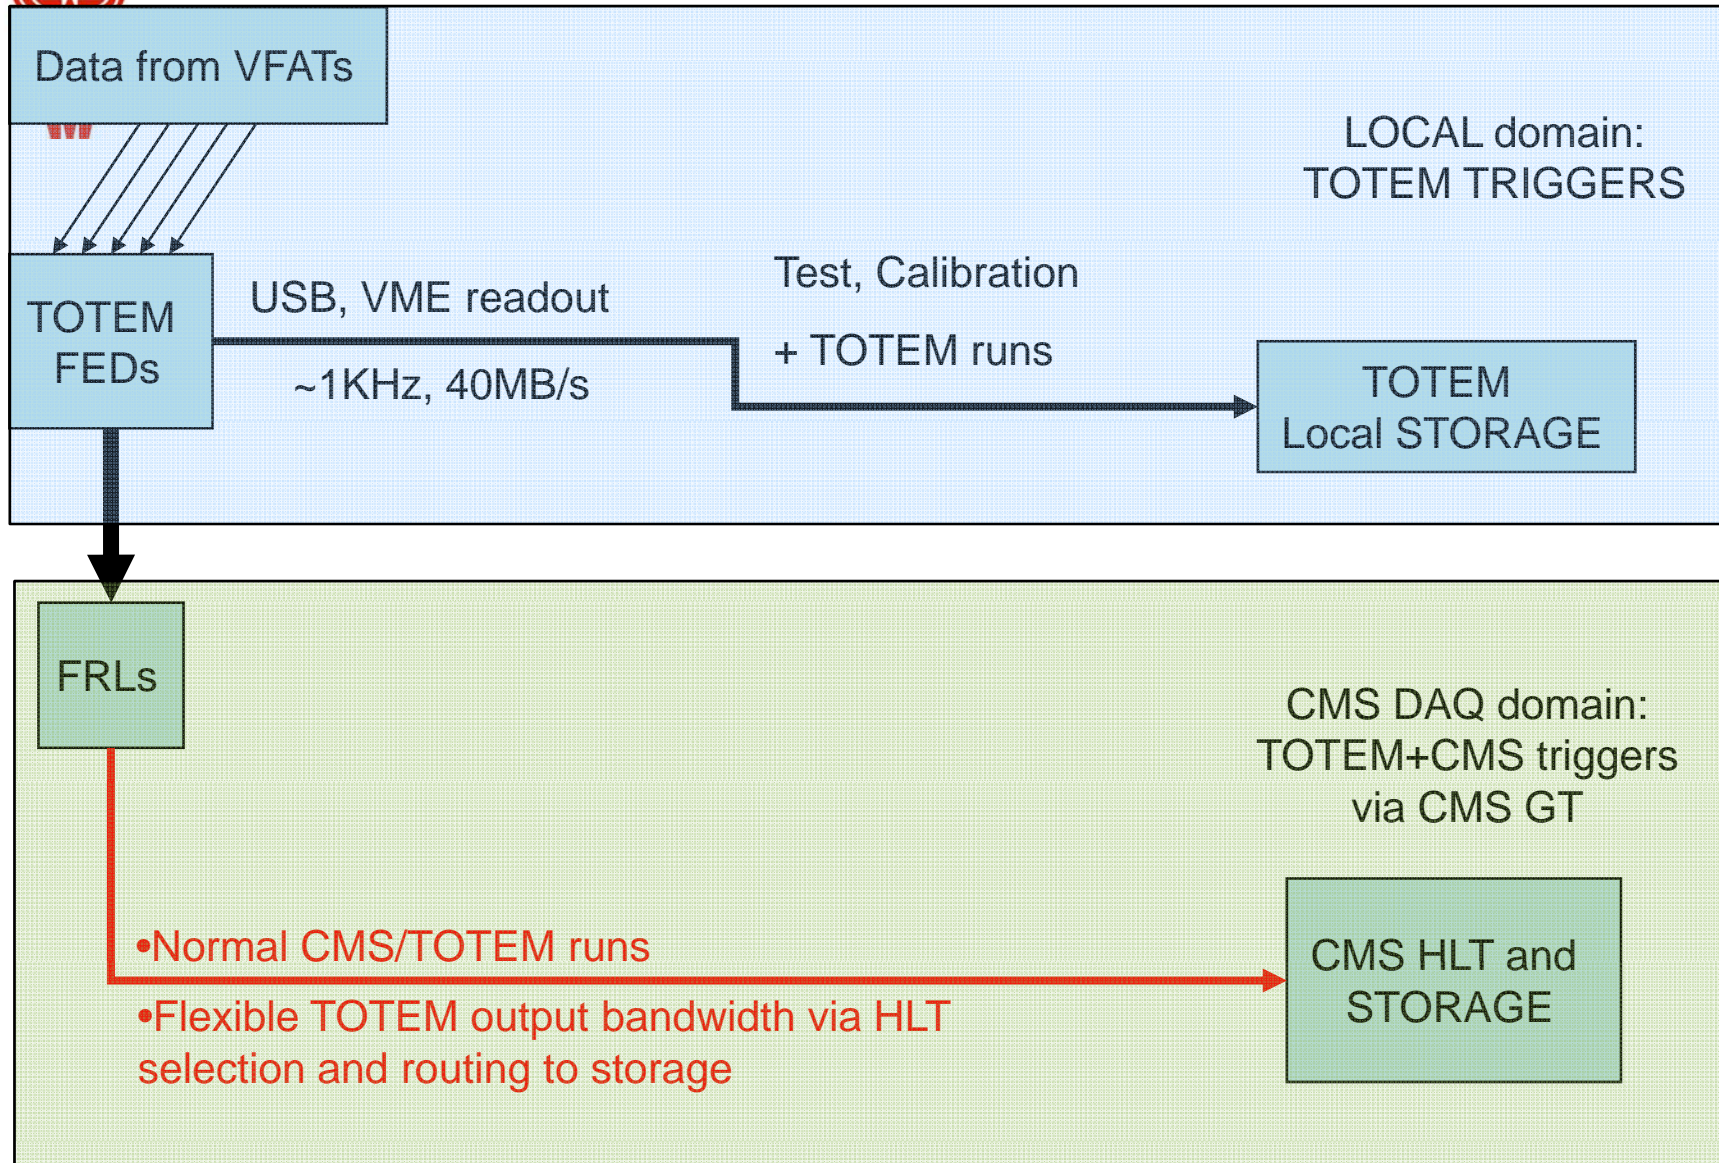 Data from VFATs
LOCAL domain:
TOTEM TRIGGERS
TOTEM
FEDs
USB, VME readout
~1KHz, 40MB/s
Test, Calibration
+ TOTEM runs
TOTEM
Local STORAGE
FRLs
CMS DAQ domain:
TOTEM+CMS triggers
via CMS GT
•Normal CMS/TOTEM runs
•Flexible TOTEM output bandwidth via HLT
selection and routing to storage
CMS HLT and
STORAGE